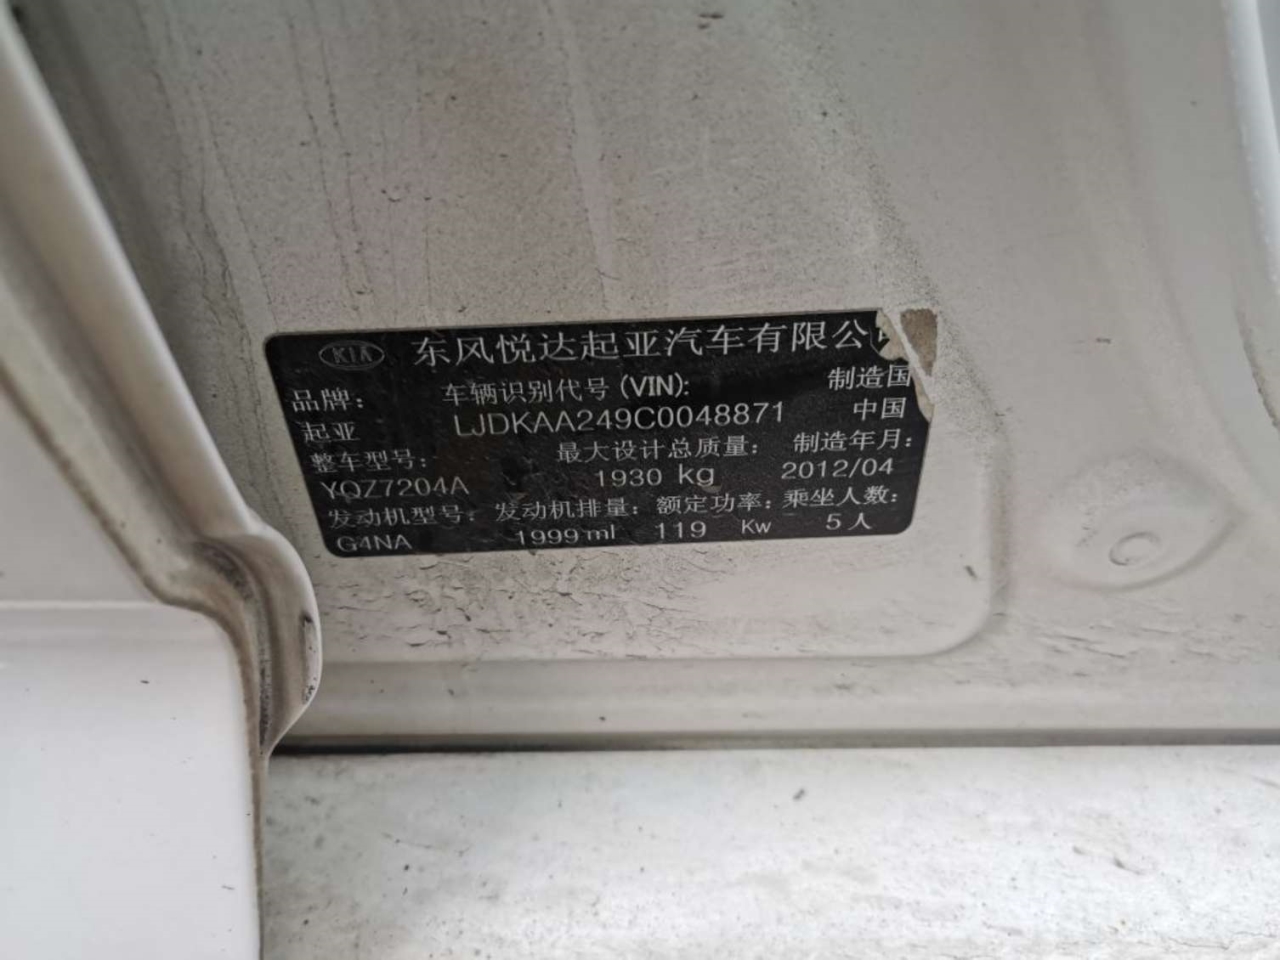 KIA 东风悦达起亚汽车有限公
品牌： 车辆识别代号(VIN): 制造国
起亚 LJDKAA249C0048871 中国
整车型号： 最大设计总质量： 制造年月：
YQZ7204A 1930 kg 2012/04
发动机型号： 发动机排量： 额定功率： 乘坐人数：
G4NA 1999ml 119 Kw 5人